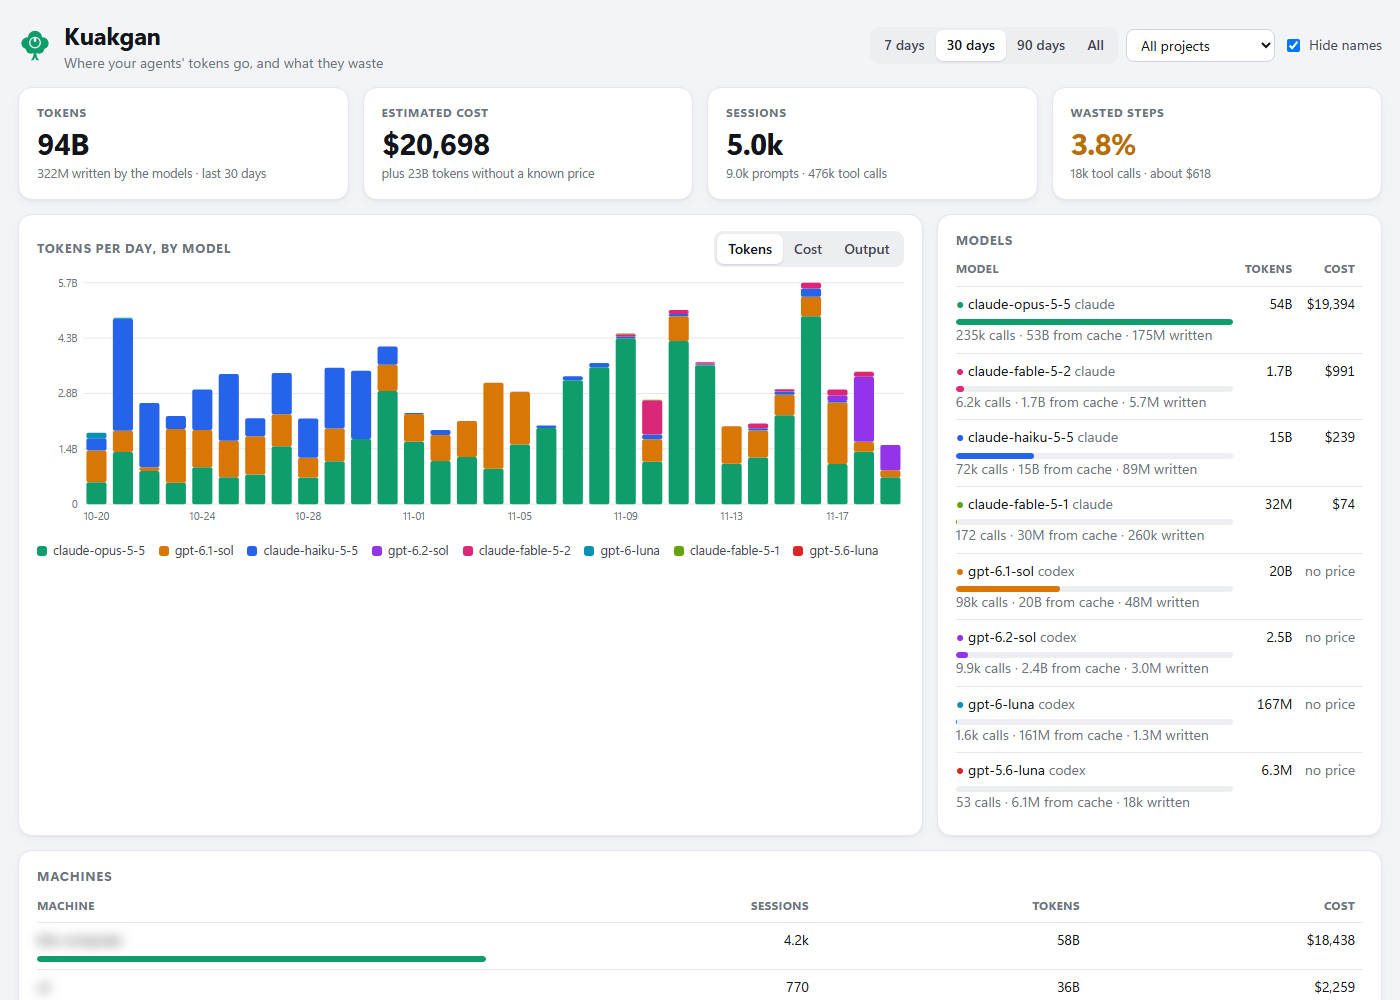 Kuakgan
Where your agents' tokens go, and what they waste
7 days 30 days 90 days All All projects Hide names
TOKENS
94B
322M written by the models · last 30 days
ESTIMATED COST
$20,698
plus 23B tokens without a known price
SESSIONS
5.0k
9.0k prompts · 476k tool calls
WASTED STEPS
3.8%
18k tool calls · about $618
TOKENS PER DAY, BY MODEL
Tokens Cost Output
5.7B
4.3B
2.8B
1.4B
0
10-20 10-24 10-28 11-01 11-05 11-09 11-13 11-17
claude-opus-5-5 gpt-6.1-sol claude-haiku-5-5 gpt-6.2-sol claude-fable-5-2 gpt-6-luna claude-fable-5-1 gpt-5.6-luna
MODELS
MODEL TOKENS COST
claude-opus-5-5 claude 54B $19,394
235k calls · 53B from cache · 175M written
claude-fable-5-2 claude 1.7B $991
6.2k calls · 1.7B from cache · 5.7M written
claude-haiku-5-5 claude 15B $239
72k calls · 15B from cache · 89M written
claude-fable-5-1 claude 32M $74
172 calls · 30M from cache · 260k written
gpt-6.1-sol codex 20B no price
98k calls · 20B from cache · 48M written
gpt-6.2-sol codex 2.5B no price
9.9k calls · 2.4B from cache · 3.0M written
gpt-6-luna codex 167M no price
1.6k calls · 161M from cache · 1.3M written
gpt-5.6-luna codex 6.3M no price
53 calls · 6.1M from cache · 18k written
MACHINES
MACHINE SESSIONS TOKENS COST
4.2k 58B $18,438
770 36B $2,259